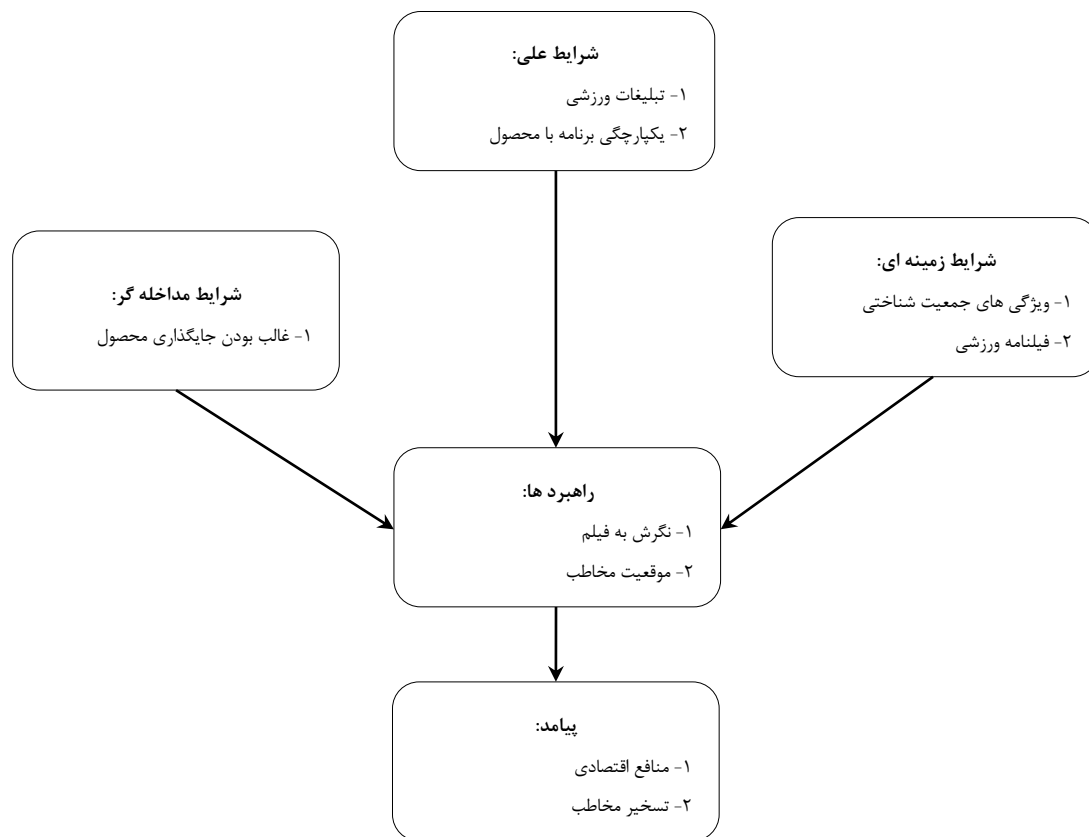 شرایط علی:
۱- تبلیغات ورزشی
۲- یکپارچگی برنامه با محصول
شرایط زمینه ای:
۱- ویژگی های جمعیت شناختی
۲- فیلنامه ورزشی
شرایط مداخله گر:
۱- غالب بودن جایگذاری محصول
راهبرد ها:
۱- نگرش به فیلم
۲- موقعیت مخاطب
پیامد:
۱- منافع اقتصادی
۲- تسخیر مخاطب